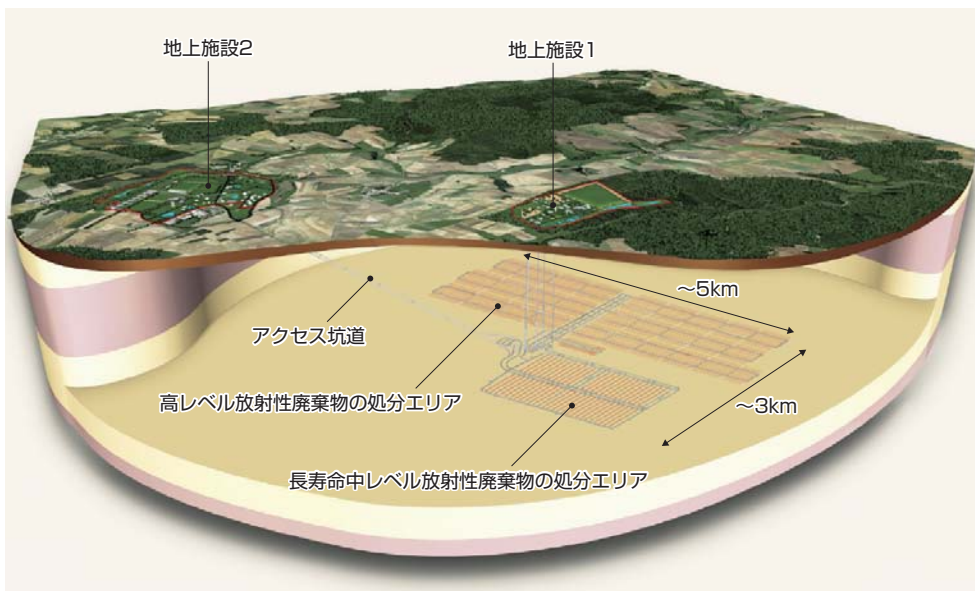 地上施設2
地上施設1
～5km
アクセス坑道
高レベル放射性廃棄物の処分エリア
～3km
長寿命中レベル放射性廃棄物の処分エリア